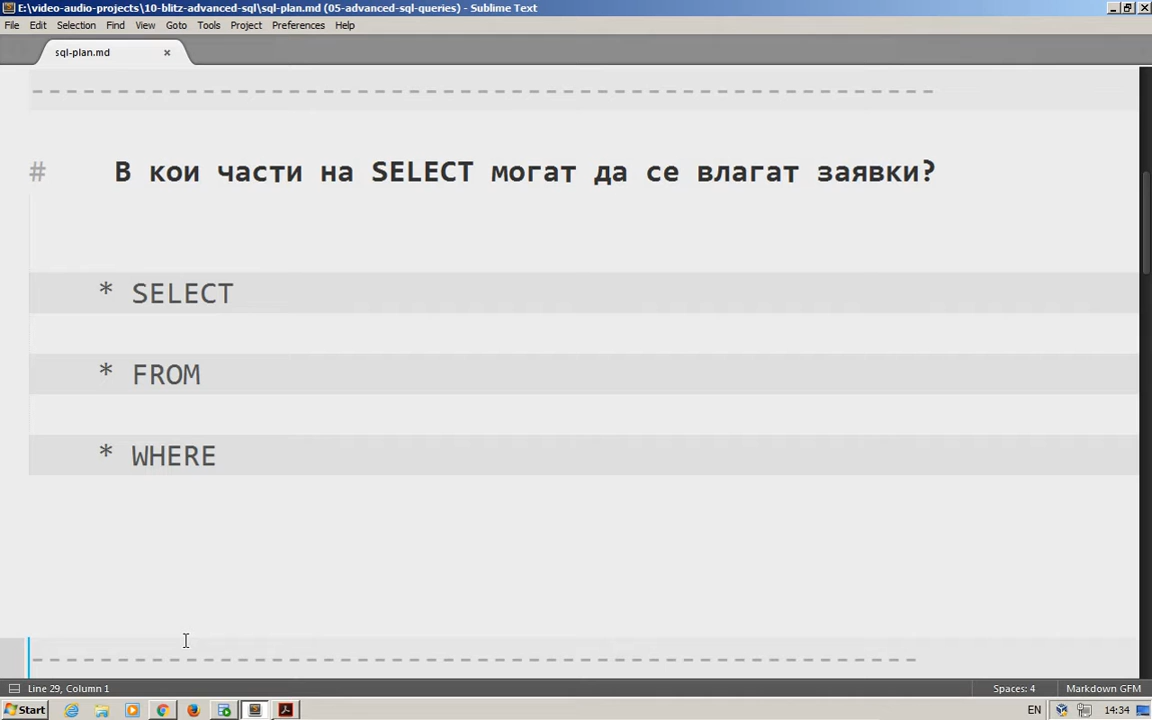 E:\video-audio-projects\10-blitz-advanced-sql\sql-plan.md (05-advanced-sql-queries) - Sublime Text
File Edit Selection Find View Goto Tools Project Preferences Help
sql-plan.md ×
------------------------------------------------------
# В кои части на SELECT могат да се влагат заявки?
* SELECT
* FROM
* WHERE
-----------------------------------------------------
Line 29, Column 1 Spaces: 4 Markdown GFM
Start EN 14:34